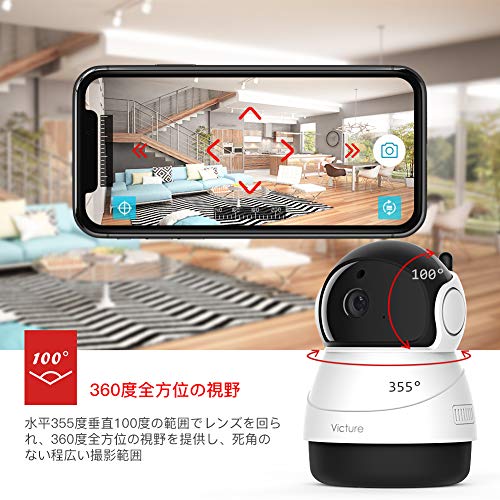 100°
355°
Victure
100°
360度全方位の視野
水平355度垂直100度の範囲でレンズを回ら
れ、360度全方位の視野を提供し、死角の
ない程広い撮影範囲